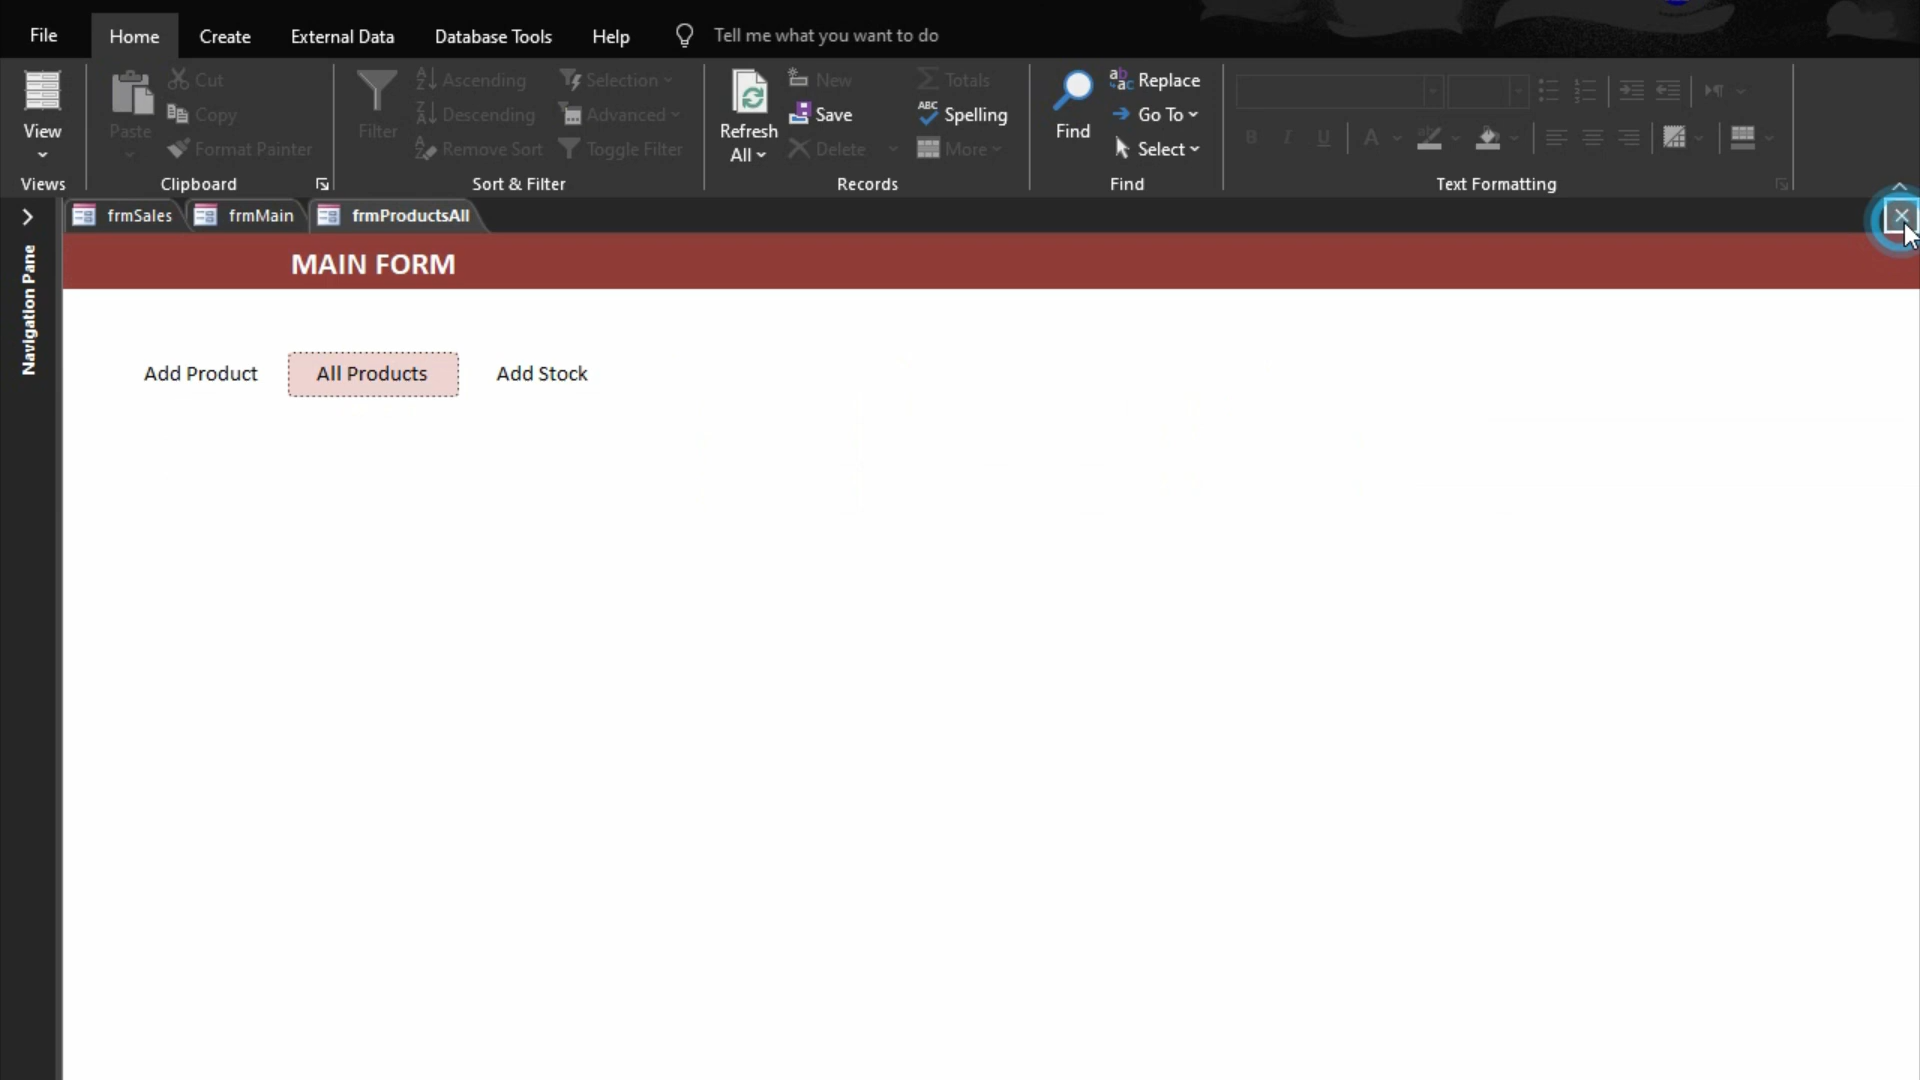 File Home Create External Data Database Tools Help Tell me what you want to do
View
Views
Paste
Cut
Copy
Format Painter
Clipboard
Filter
Ascending
Descending
Remove Sort
Selection
Advanced
Toggle Filter
Sort & Filter
Refresh
All
New
Save
Delete
Totals
Spelling
More
Records
Find
Replace
Go To
Select
Find
B I U A
Text Formatting
frmSales frmMain frmProductsAll
Navigation Pane
MAIN FORM
Add Product All Products Add Stock